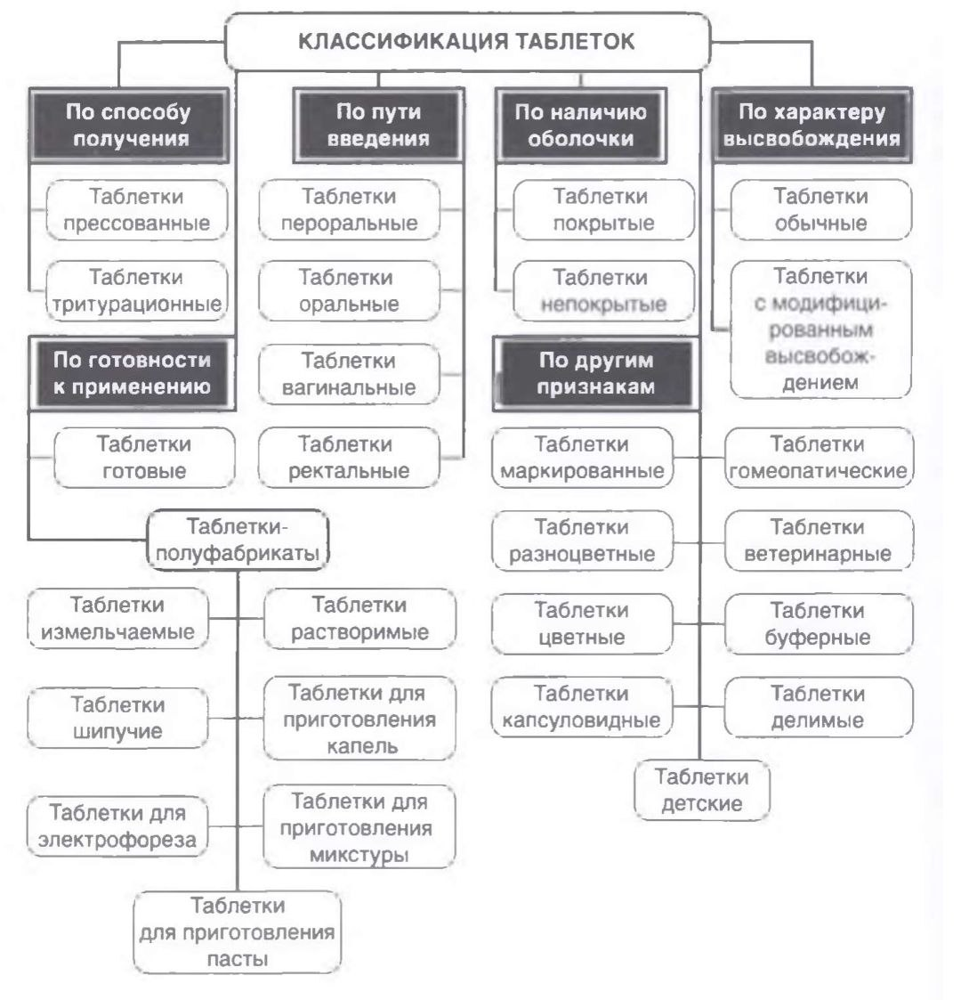 КЛАССИФИКАЦИЯ ТАБЛЕТОК
По способу
получения
Таблетки
прессованные
Таблетки
тритурационные
По готовности
к применению
Таблетки
готовые
Таблетки-
полуфабрикаты
Таблетки
измельчаемые
Таблетки
растворимые
Таблетки
шипучие
Таблетки для
приготовления
капель
Таблетки для
электрофореза
Таблетки для
приготовления
микстуры
Таблетки
для приготовления
пасты
По пути
введения
Таблетки
пероральные
Таблетки
оральные
Таблетки
вагинальные
Таблетки
ректальные
По наличию
оболочки
Таблетки
покрытые
Таблетки
непокрытые
По другим
признакам
Таблетки
маркированные
Таблетки
гомеопатические
Таблетки
разноцветные
Таблетки
ветеринарные
Таблетки
цветные
Таблетки
буферные
Таблетки
капсуловидные
Таблетки
делимые
Таблетки
детские
По характеру
высвобождения
Таблетки
обычные
Таблетки
с модифици-
рованным
высвобож-
дением